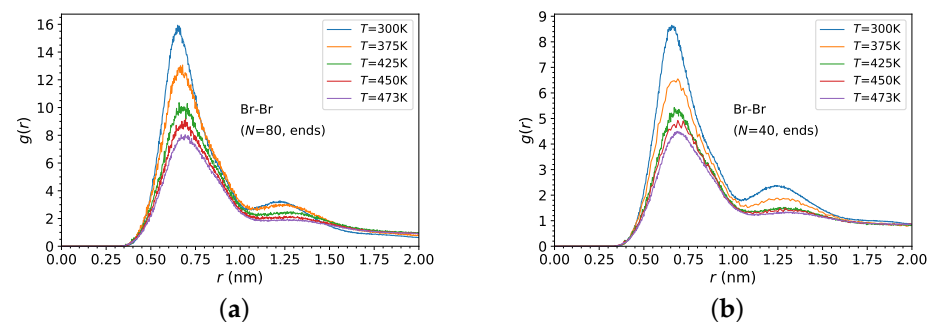 16
14
12
10
8
6
4
2
0
g(r)
T=300K
T=375K
T=425K
T=450K
T=473K
Br-Br
(N=80, ends)
0.00 0.25 0.50 0.75 1.00 1.25 1.50 1.75 2.00
r (nm)
(a)
9
8
7
6
5
4
3
2
1
0
g(r)
T=300K
T=375K
T=425K
T=450K
T=473K
Br-Br
(N=40, ends)
0.00 0.25 0.50 0.75 1.00 1.25 1.50 1.75 2.00
r (nm)
(b)